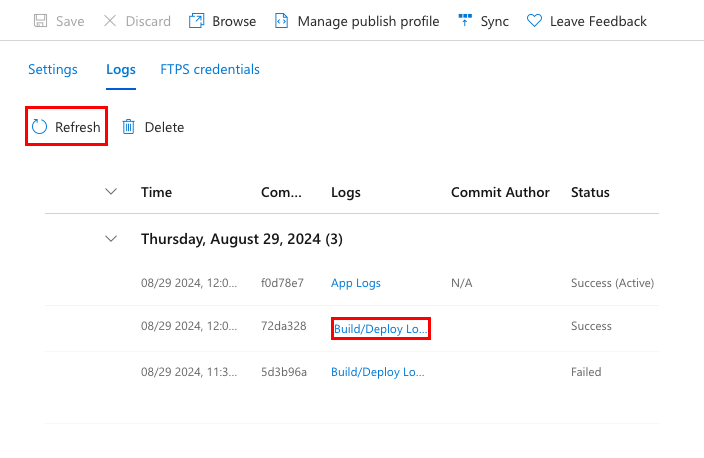 Save Discard Browse Manage publish profile Sync Leave Feedback
Settings Logs FTPS credentials
Refresh Delete
Time Com... Logs Commit Author Status
Thursday, August 29, 2024 (3)
08/29 2024, 12:0... f0d78e7 App Logs N/A Success (Active)
08/29 2024, 12:0... 72da328 Build/Deploy Lo... Success
08/29 2024, 11:3... 5d3b96a Build/Deploy Lo... Failed